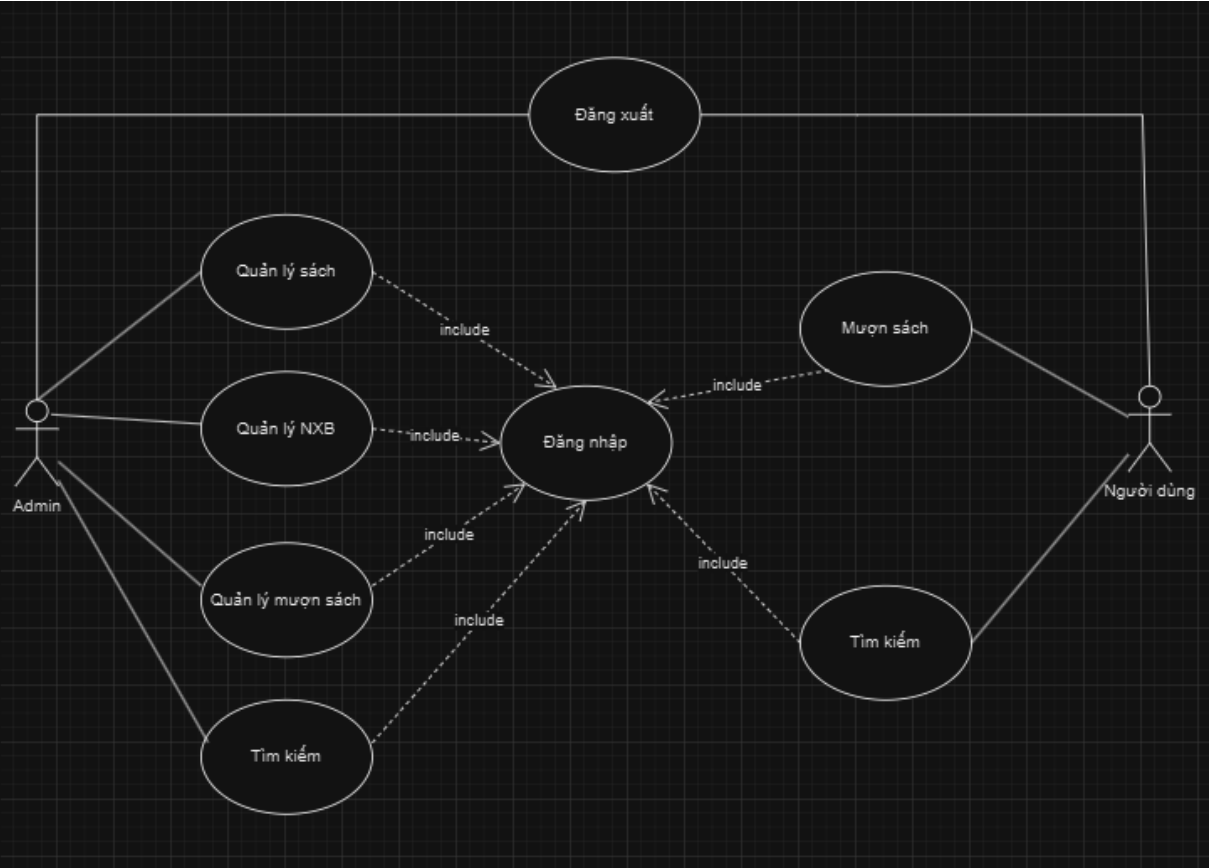 Đăng xuất
Quản lý sách
include
Mượn sách
include
Quản lý NXB
include
Đăng nhập
Admin
Người dùng
include
include
Quản lý mượn sách
include
Tìm kiếm
Tìm kiếm